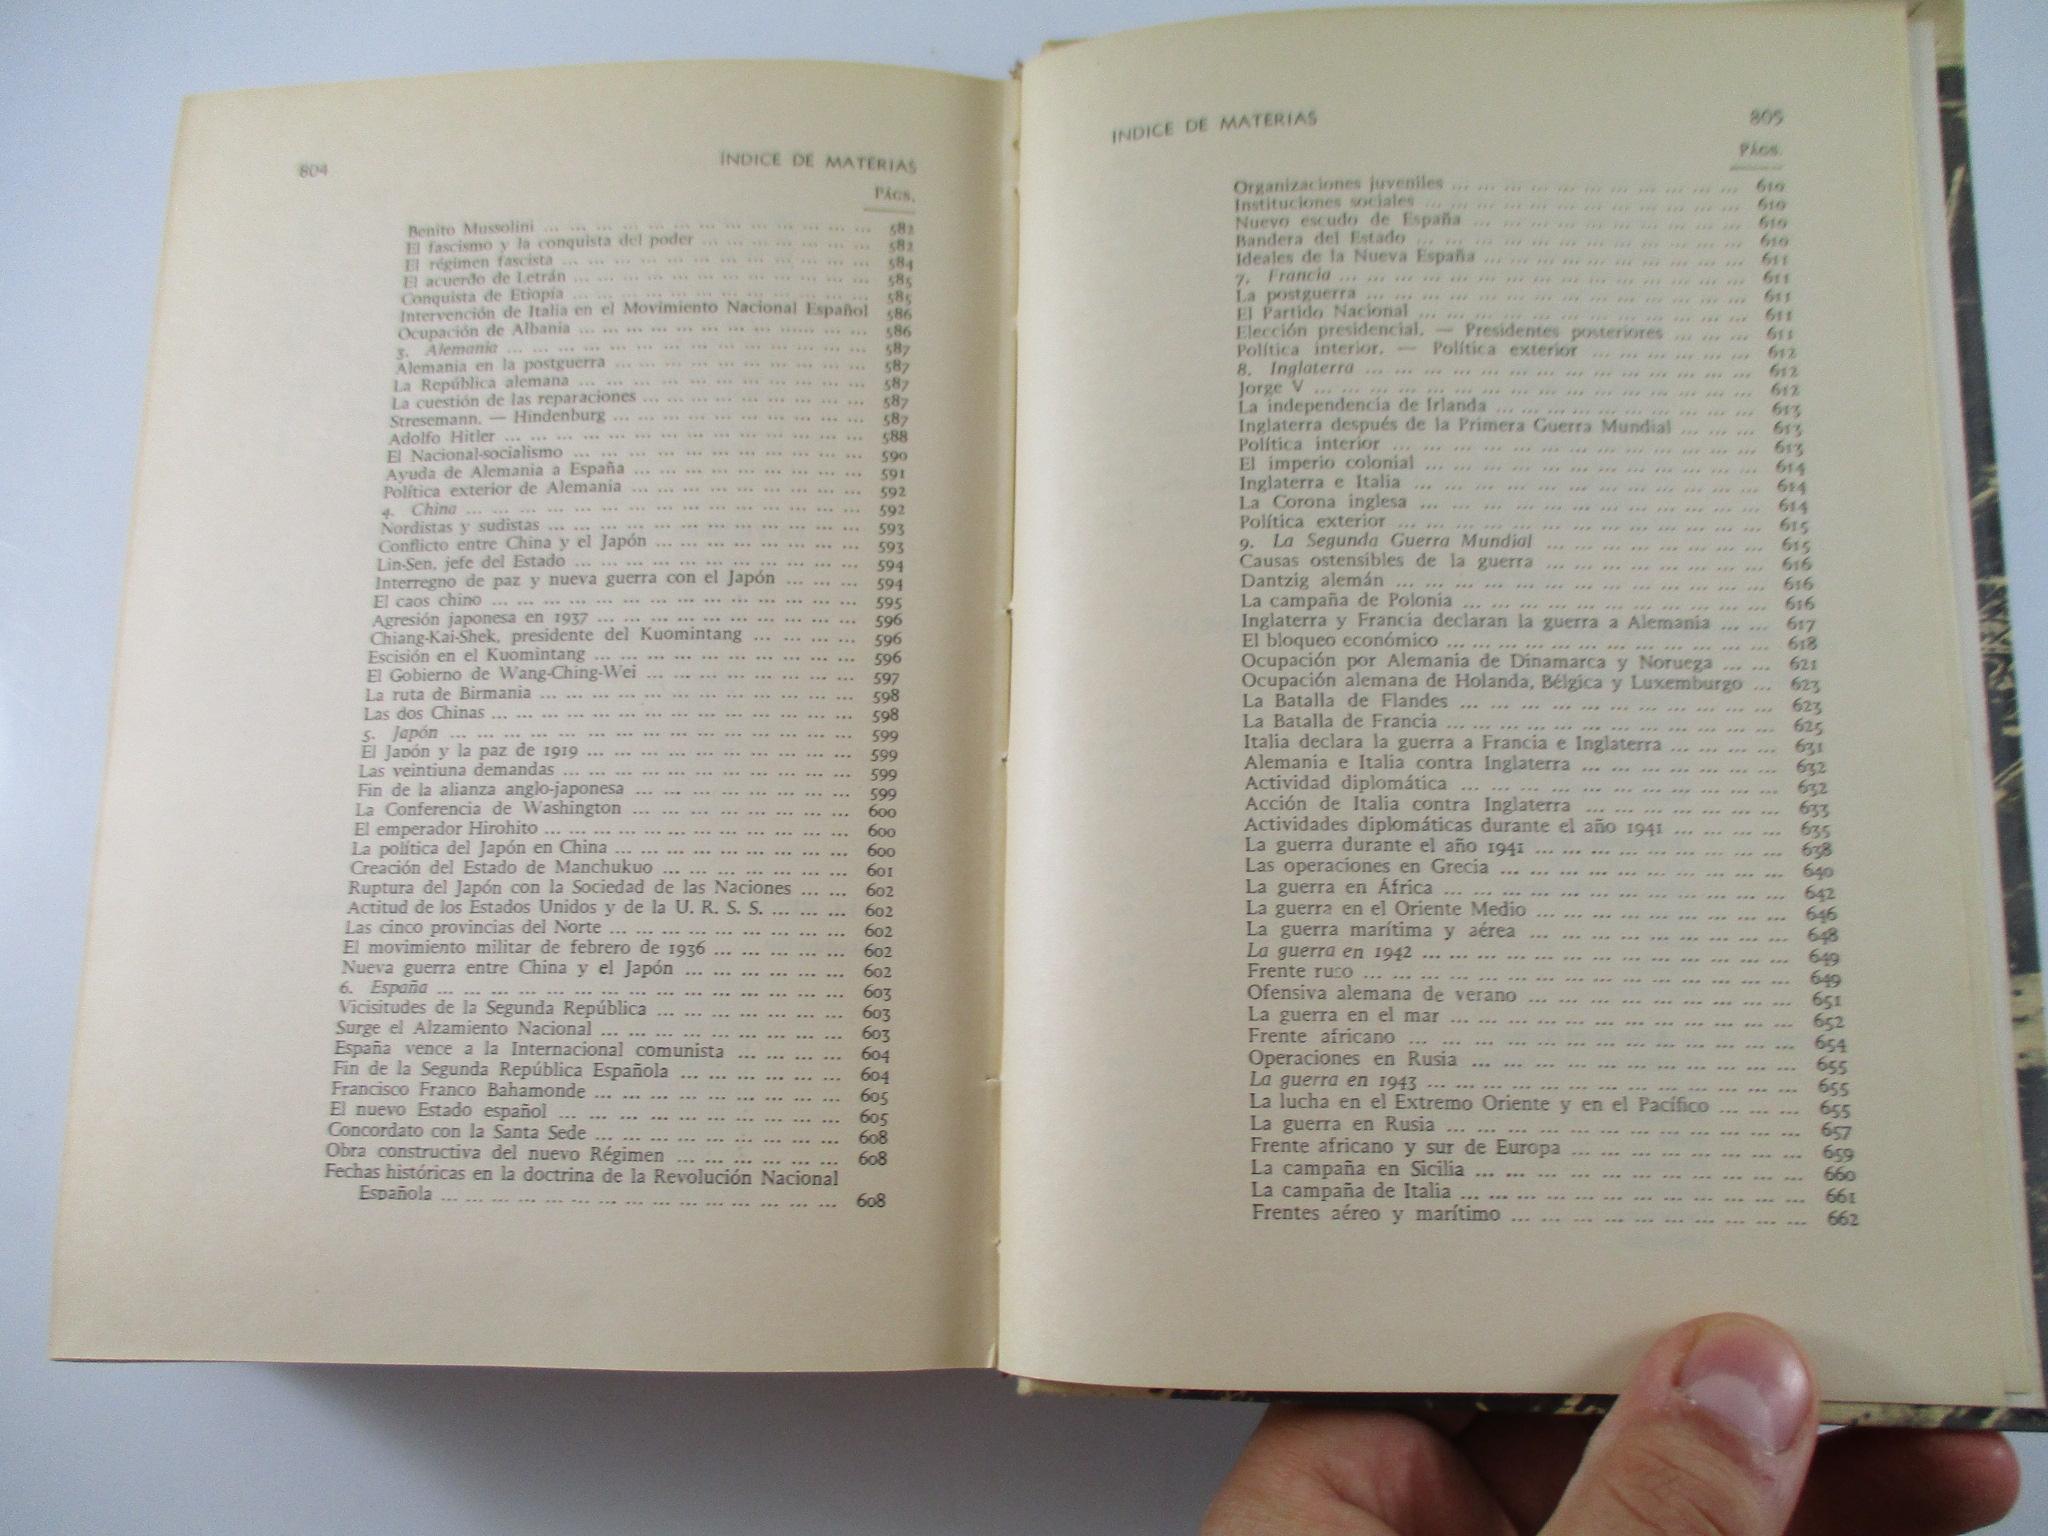 804
ÍNDICE DE MATERIAS
PÁGS.
Benito Mussolini ... 582
El fascismo y la conquista del poder ... 582
El régimen fascista ... 584
El acuerdo de Letrán ... 585
Conquista de Etiopía ... 585
Intervención de Italia en el Movimiento Nacional Español 586
Ocupación de Albania ... 586
3. Alemania ... 587
Alemania en la postguerra ... 587
La República alemana ... 587
La cuestión de las reparaciones ... 587
Stresemann. — Hindenburg ... 587
Adolfo Hitler ... 588
El Nacional-socialismo ... 590
Ayuda de Alemania a España ... 591
Política exterior de Alemania ... 592
4. China ... 592
Nordistas y sudistas ... 593
Conflicto entre China y el Japón ... 593
Lin-Sen, jefe del Estado ... 594
Interregno de paz y nueva guerra con el Japón ... 594
El caos chino ... 595
Agresión japonesa en 1937 ... 596
Chiang-Kai-Shek, presidente del Kuomintang ... 596
Escisión en el Kuomintang ... 596
El Gobierno de Wang-Ching-Wei ... 597
La ruta de Birmania ... 598
Las dos Chinas ... 598
5. Japón ... 599
El Japón y la paz de 1919 ... 599
Las veintiuna demandas ... 599
Fin de la alianza anglo-japonesa ... 599
La Conferencia de Washington ... 600
El emperador Hirohito ... 600
La política del Japón en China ... 600
Creación del Estado de Manchukuo ... 601
Ruptura del Japón con la Sociedad de las Naciones ... 602
Actitud de los Estados Unidos y de la U. R. S. S. ... 602
Las cinco provincias del Norte ... 602
El movimiento militar de febrero de 1936 ... 602
Nueva guerra entre China y el Japón ... 602
6. España ... 603
Vicisitudes de la Segunda República ... 603
Surge el Alzamiento Nacional ... 603
España vence a la Internacional comunista ... 604
Fin de la Segunda República Española ... 604
Francisco Franco Bahamonde ... 605
El nuevo Estado español ... 605
Concordato con la Santa Sede ... 608
Obra constructiva del nuevo Régimen ... 608
Fechas históricas en la doctrina de la Revolución Nacional
Española ... 608
INDICE DE MATERIAS
805
PÁGS.
Organizaciones juveniles ... 610
Instituciones sociales ... 610
Nuevo escudo de España ... 610
Bandera del Estado ... 610
Ideales de la Nueva España ... 611
7. Francia ... 611
La postguerra ... 611
El Partido Nacional ... 611
Elección presidencial. — Presidentes posteriores ... 611
Política interior. — Política exterior ... 612
8. Inglaterra ... 612
Jorge V ... 612
La independencia de Irlanda ... 613
Inglaterra después de la Primera Guerra Mundial ... 613
Política interior ... 613
El imperio colonial ... 614
Inglaterra e Italia ... 614
La Corona inglesa ... 614
Política exterior ... 615
9. La Segunda Guerra Mundial ... 615
Causas ostensibles de la guerra ... 616
Dantzig alemán ... 616
La campaña de Polonia ... 616
Inglaterra y Francia declaran la guerra a Alemania ... 617
El bloqueo económico ... 618
Ocupación por Alemania de Dinamarca y Noruega ... 621
Ocupación alemana de Holanda, Bélgica y Luxemburgo ... 623
La Batalla de Flandes ... 623
La Batalla de Francia ... 625
Italia declara la guerra a Francia e Inglaterra ... 631
Alemania e Italia contra Inglaterra ... 632
Actividad diplomática ... 632
Acción de Italia contra Inglaterra ... 633
Actividades diplomáticas durante el año 1941 ... 635
La guerra durante el año 1941 ... 638
Las operaciones en Grecia ... 640
La guerra en África ... 642
La guerra en el Oriente Medio ... 646
La guerra marítima y aérea ... 648
La guerra en 1942 ... 649
Frente ruso ... 649
Ofensiva alemana de verano ... 651
La guerra en el mar ... 652
Frente africano ... 654
Operaciones en Rusia ... 655
La guerra en 1943 ... 655
La lucha en el Extremo Oriente y en el Pacífico ... 655
La guerra en Rusia ... 657
Frente africano y sur de Europa ... 659
La campaña en Sicilia ... 660
La campaña de Italia ... 661
Frentes aéreo y marítimo ... 662